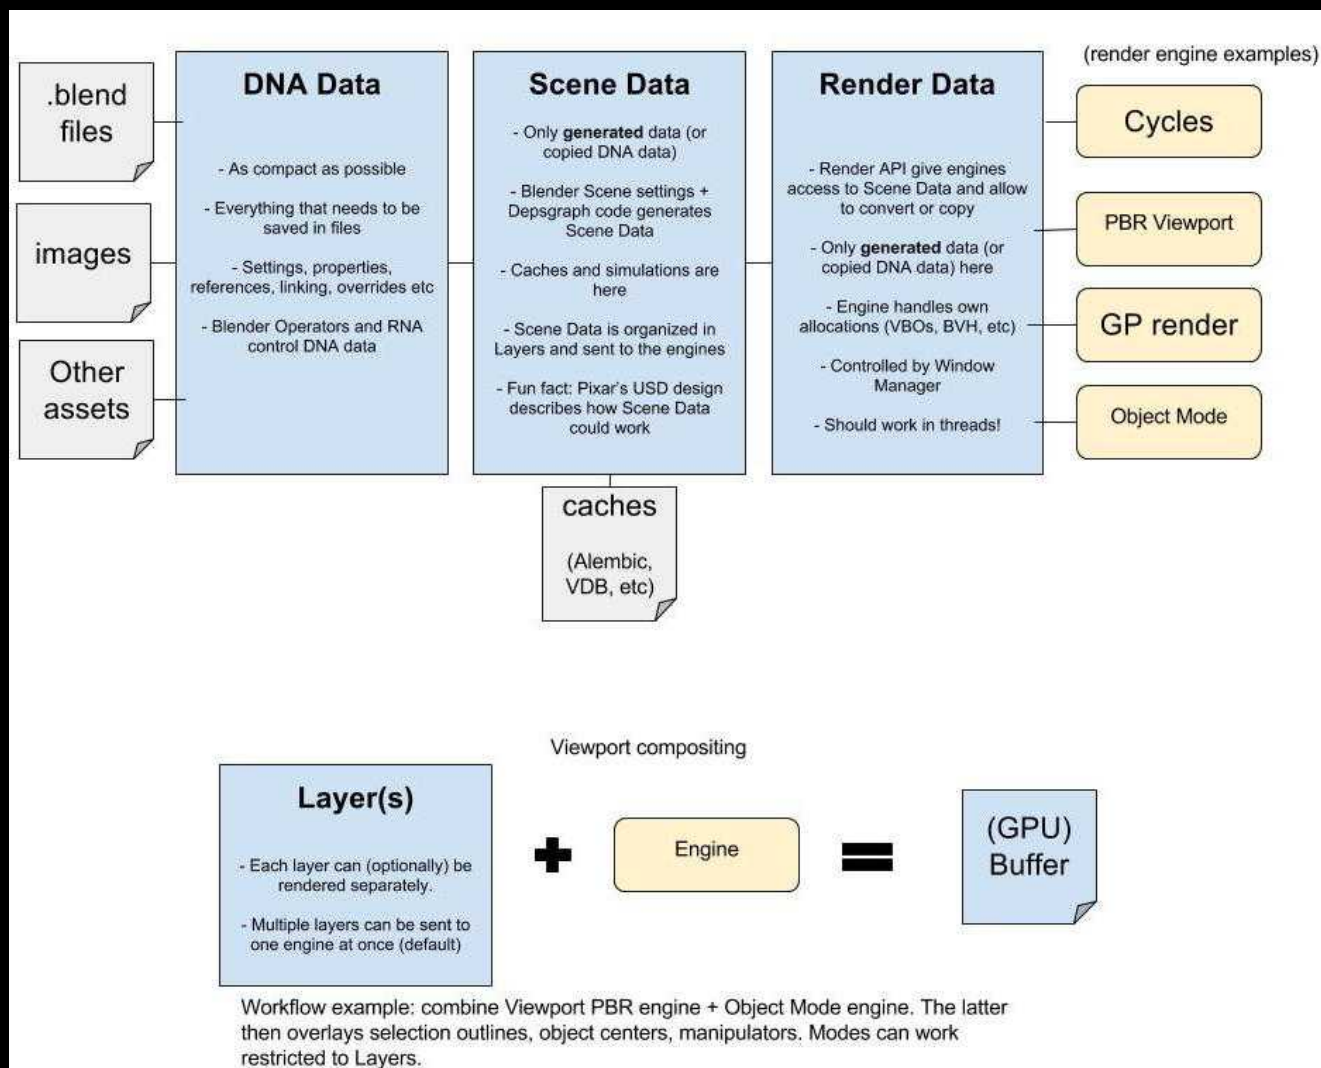 (render engine examples)
.blend
files
images
Other
assets
DNA Data
- As compact as possible
- Everything that needs to be
saved in files
- Settings, properties,
references, linking, overrides etc
- Blender Operators and RNA
control DNA data
Scene Data
- Only generated data (or
copied DNA data)
- Blender Scene settings +
Depsgraph code generates
Scene Data
- Caches and simulations are
here
- Scene Data is organized in
Layers and sent to the engines
- Fun fact: Pixar's USD design
describes how Scene Data
could work
Render Data
- Render API give engines
access to Scene Data and allow
to convert or copy
- Only generated data (or
copied DNA data) here
- Engine handles own
allocations (VBOs, BVH, etc)
- Controlled by Window
Manager
- Should work in threads!
Cycles
PBR Viewport
GP render
Object Mode
caches
(Alembic,
VDB, etc)
Viewport compositing
Layer(s)
- Each layer can (optionally) be
rendered separately.
- Multiple layers can be sent to
one engine at once (default)
Engine
(GPU)
Buffer
Workflow example: combine Viewport PBR engine + Object Mode engine. The latter
then overlays selection outlines, object centers, manipulators. Modes can work
restricted to Layers.